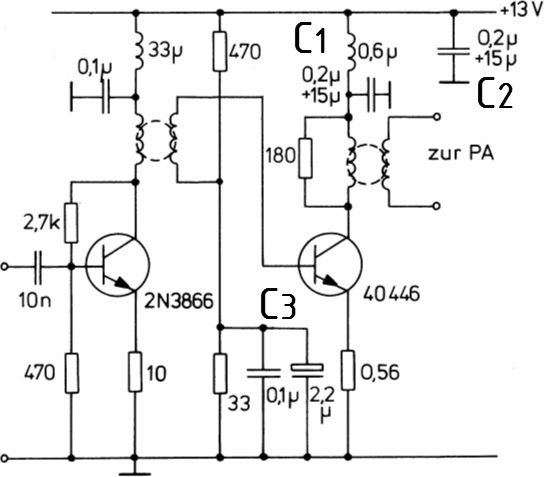 +13V
C1
33µ
470
0,6µ
0,2µ
+15µ
0,1µ
0,2µ
+15µ
C2
180
zur PA
2,7k
10n
2N3866
C3
40446
470
10
33
0,1µ
2,2
µ
0,56